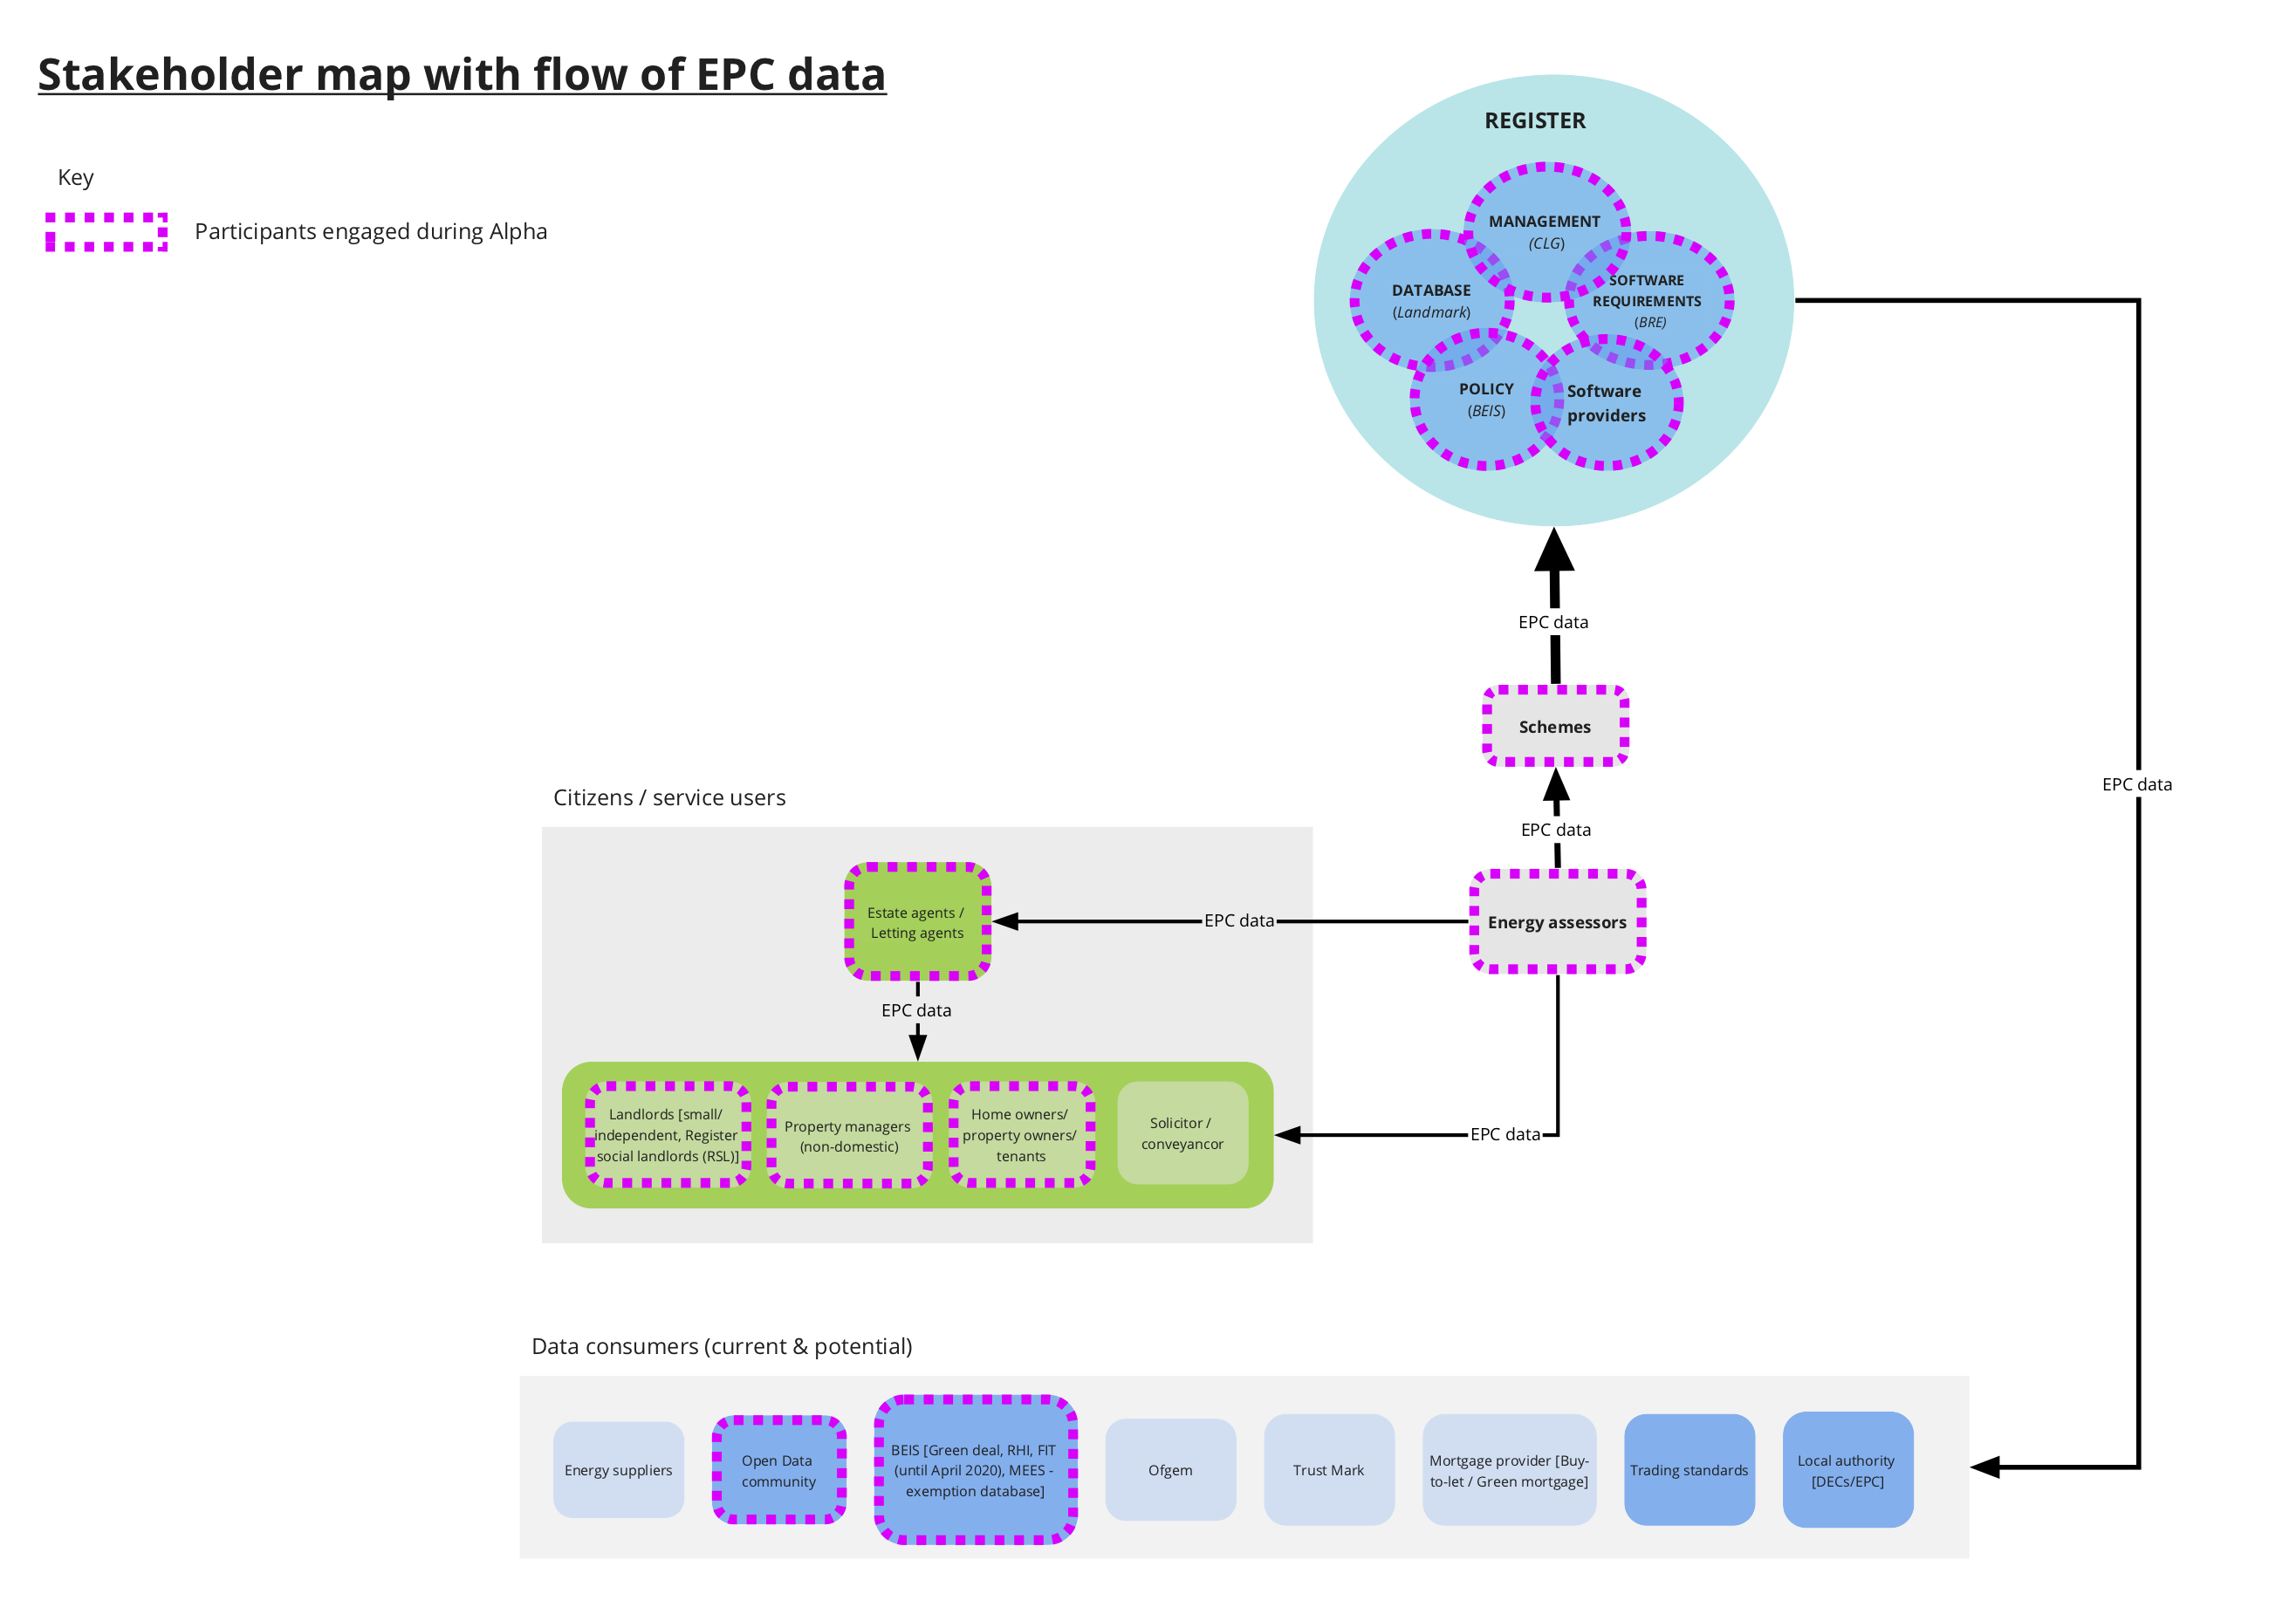 Stakeholder map with flow of EPC data
Key
Participants engaged during Alpha
REGISTER
MANAGEMENT
(CLG)
DATABASE
(Landmark)
SOFTWARE
REQUIREMENTS
(BRE)
POLICY
(BEIS)
Software
providers
EPC data
Schemes
EPC data
EPC data
Citizens / service users
Estate agents /
Letting agents
EPC data
Energy assessors
EPC data
Landlords [small/
independent, Register
social landlords (RSL)]
Property managers
(non-domestic)
Home owners/
property owners/
tenants
Solicitor /
conveyancor
EPC data
Data consumers (current & potential)
Energy suppliers
Open Data
community
BEIS [Green deal, RHI, FIT
(until April 2020), MEES -
exemption database]
Ofgem
Trust Mark
Mortgage provider [Buy-
to-let / Green mortgage]
Trading standards
Local authority
[DECs/EPC]